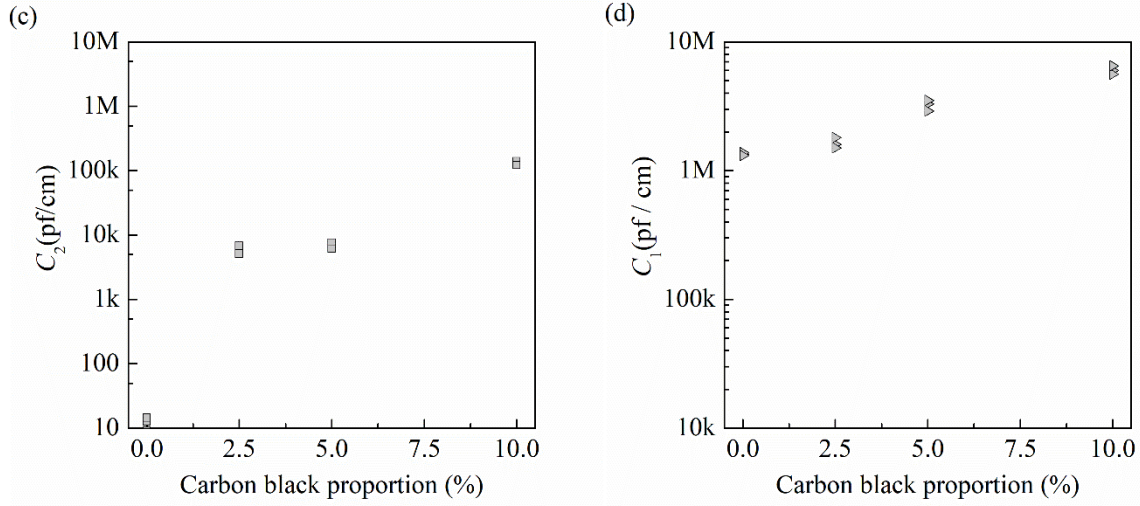 (c)
10M
1M
100k
10k
1k
100
10
C2(pf/cm)
0.0 2.5 5.0 7.5 10.0
Carbon black proportion (%)
(d)
10M
1M
100k
10k
C1(pf / cm)
0.0 2.5 5.0 7.5 10.0
Carbon black proportion (%)